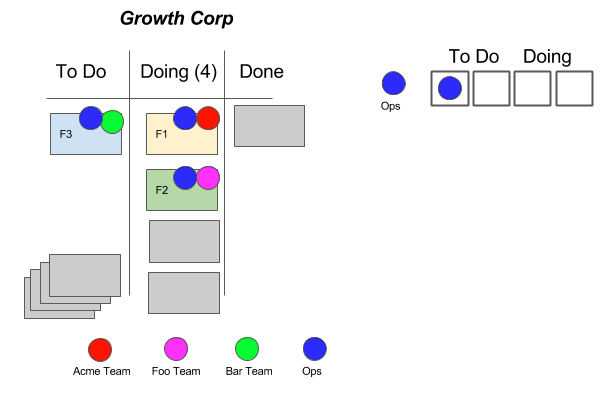 Growth Corp
To Do
Doing (4)
Done
To Do
Doing
Ops
F3
F1
F2
Acme Team
Foo Team
Bar Team
Ops